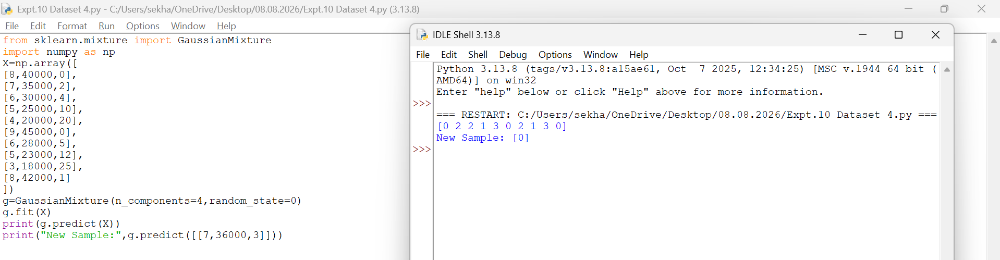 Expt.10 Dataset 4.py - C:/Users/sekha/OneDrive/Desktop/08.08.2026/Expt.10 Dataset 4.py (3.13.8)
File Edit Format Run Options Window Help
from sklearn.mixture import GaussianMixture
import numpy as np
X=np.array([
[8,40000,0],
[7,35000,2],
[6,30000,4],
[5,25000,10],
[4,20000,20],
[9,45000,0],
[6,28000,5],
[5,23000,12],
[3,18000,25],
[8,42000,1]
])
g=GaussianMixture(n_components=4,random_state=0)
g.fit(X)
print(g.predict(X))
print("New Sample:",g.predict([[7,36000,3]]))
IDLE Shell 3.13.8
File Edit Shell Debug Options Window Help
Python 3.13.8 (tags/v3.13.8:a15ae61, Oct  7 2025, 12:34:25) [MSC v.1944 64 bit (
AMD64)] on win32
Enter "help" below or click "Help" above for more information.
>>>
=== RESTART: C:/Users/sekha/OneDrive/Desktop/08.08.2026/Expt.10 Dataset 4.py ===
[0 2 2 1 3 0 2 1 3 0]
New Sample: [0]
>>>